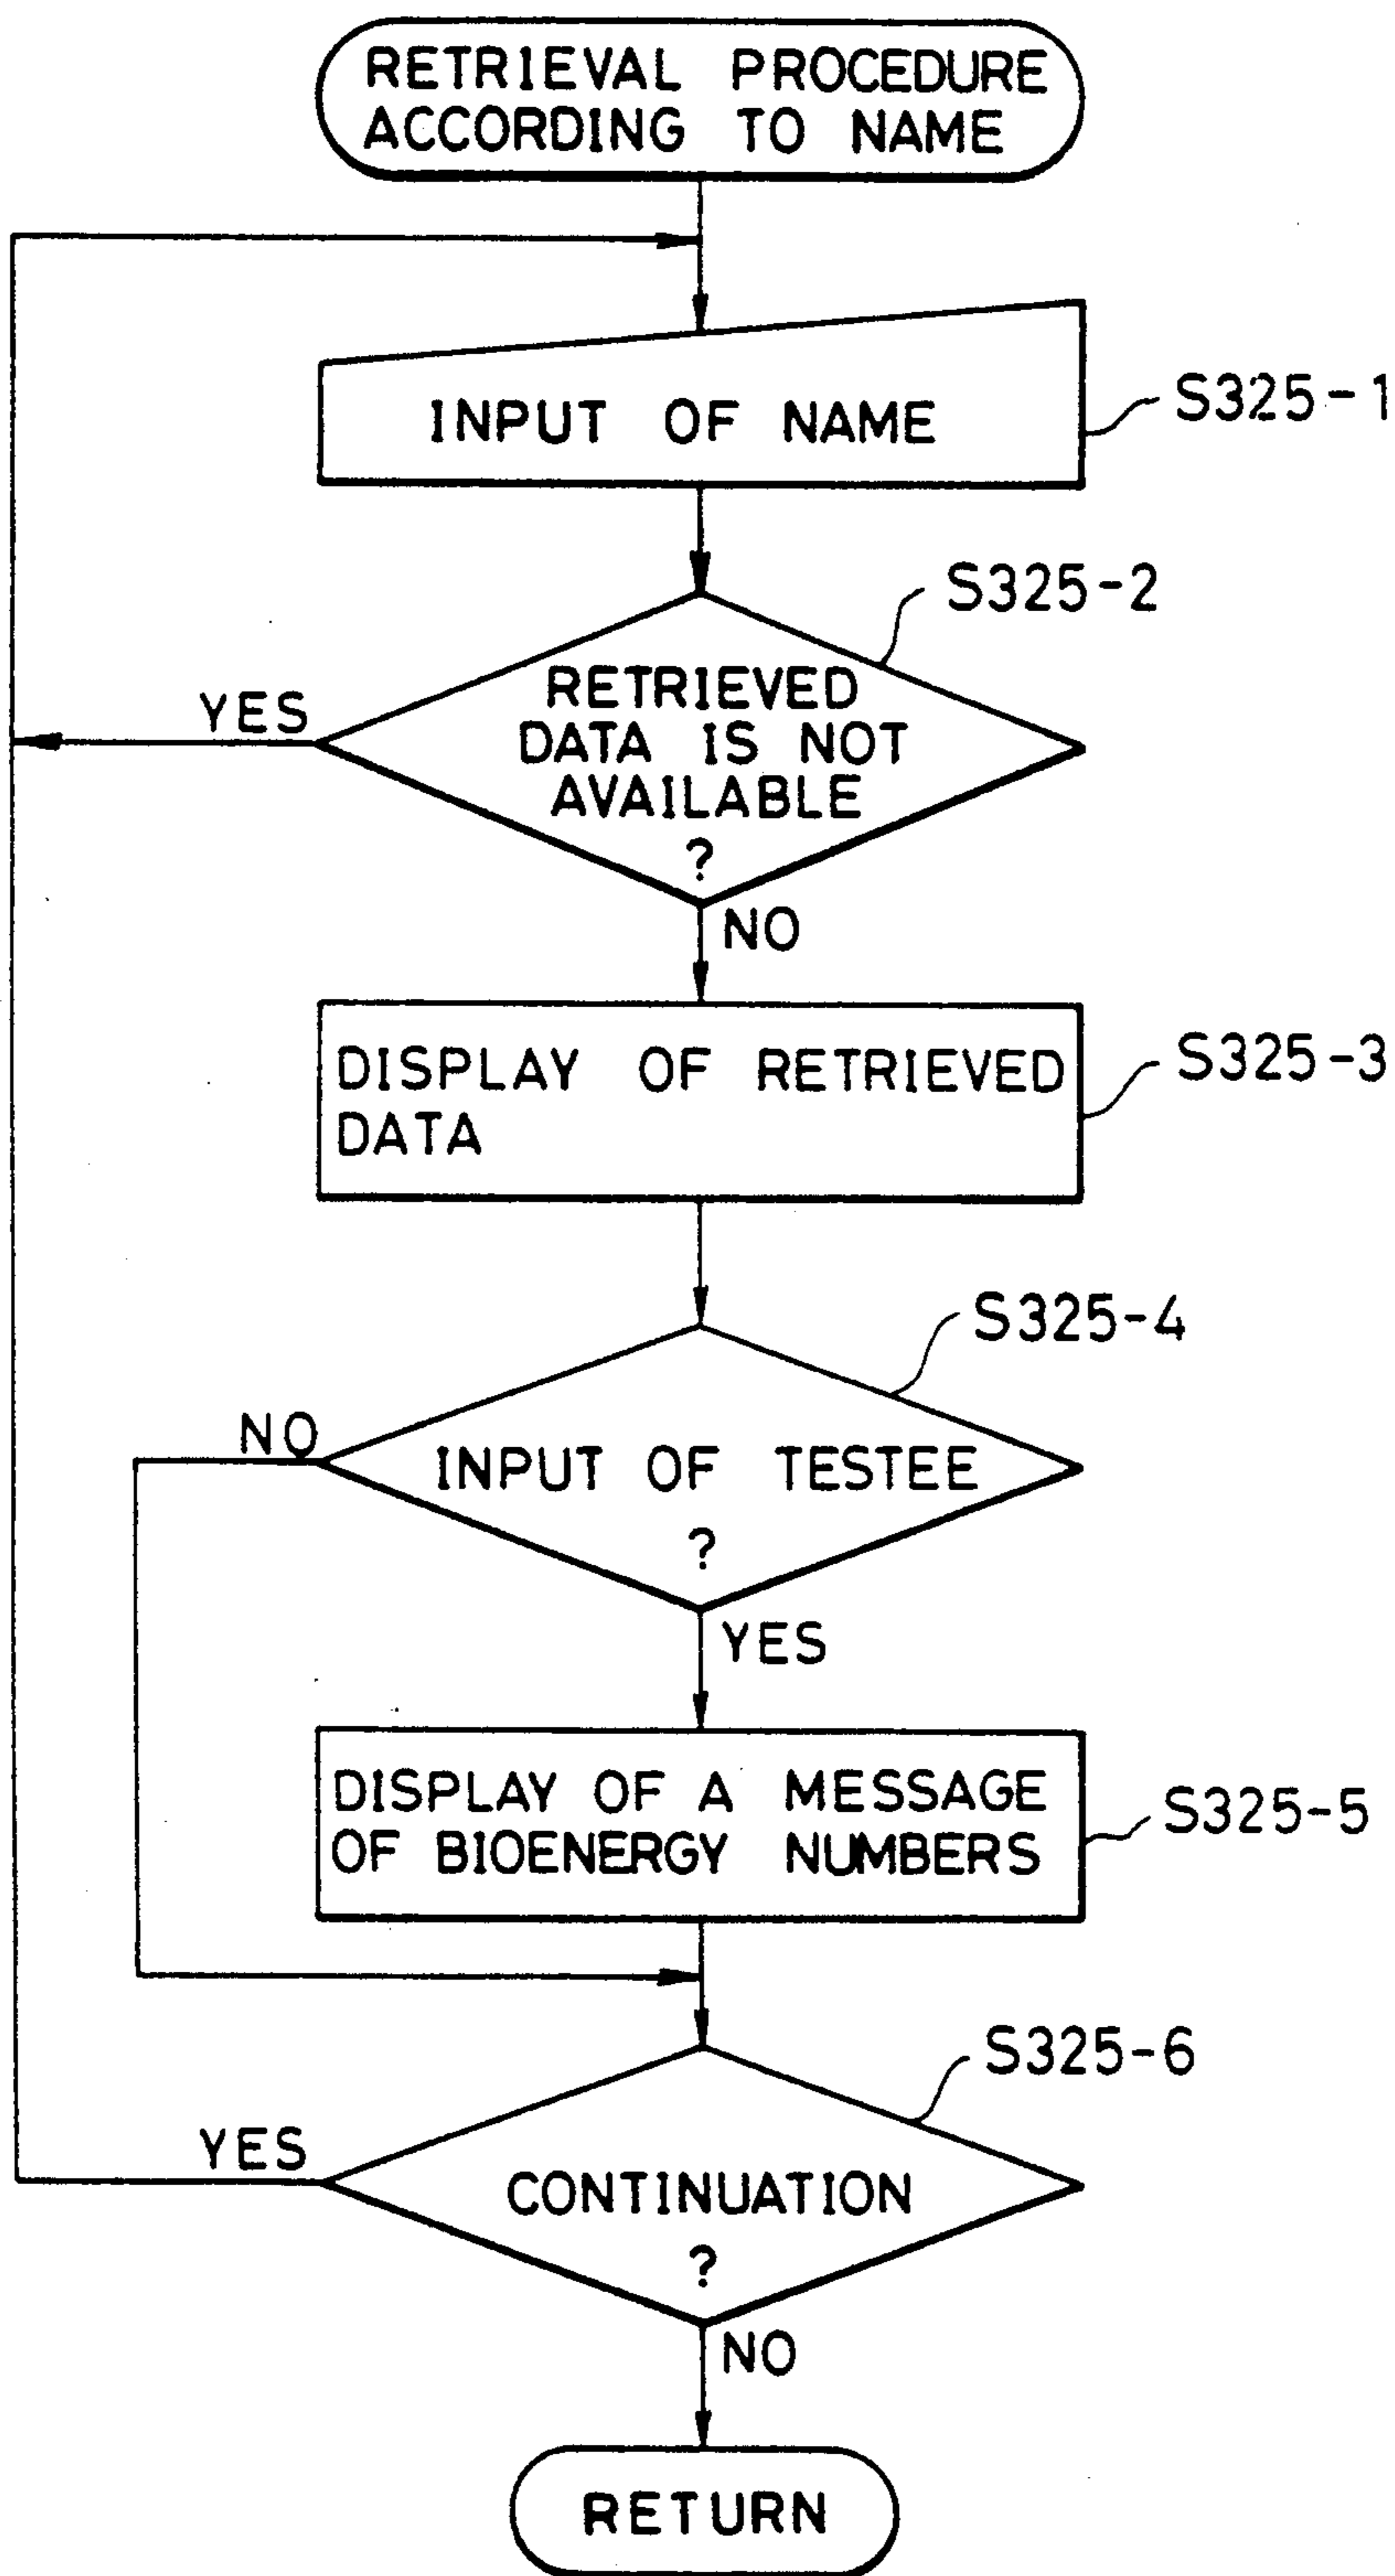 RETRIEVAL PROCEDURE
ACCORDING TO NAME
INPUT OF NAME
S325-1
S325-2
RETRIEVED
DATA IS NOT
AVAILABLE
?
YES
NO
DISPLAY OF RETRIEVED
DATA
S325-3
S325-4
INPUT OF TESTEE
?
NO
YES
DISPLAY OF A MESSAGE
OF BIOENERGY NUMBERS
S325-5
S325-6
CONTINUATION
?
YES
NO
RETURN